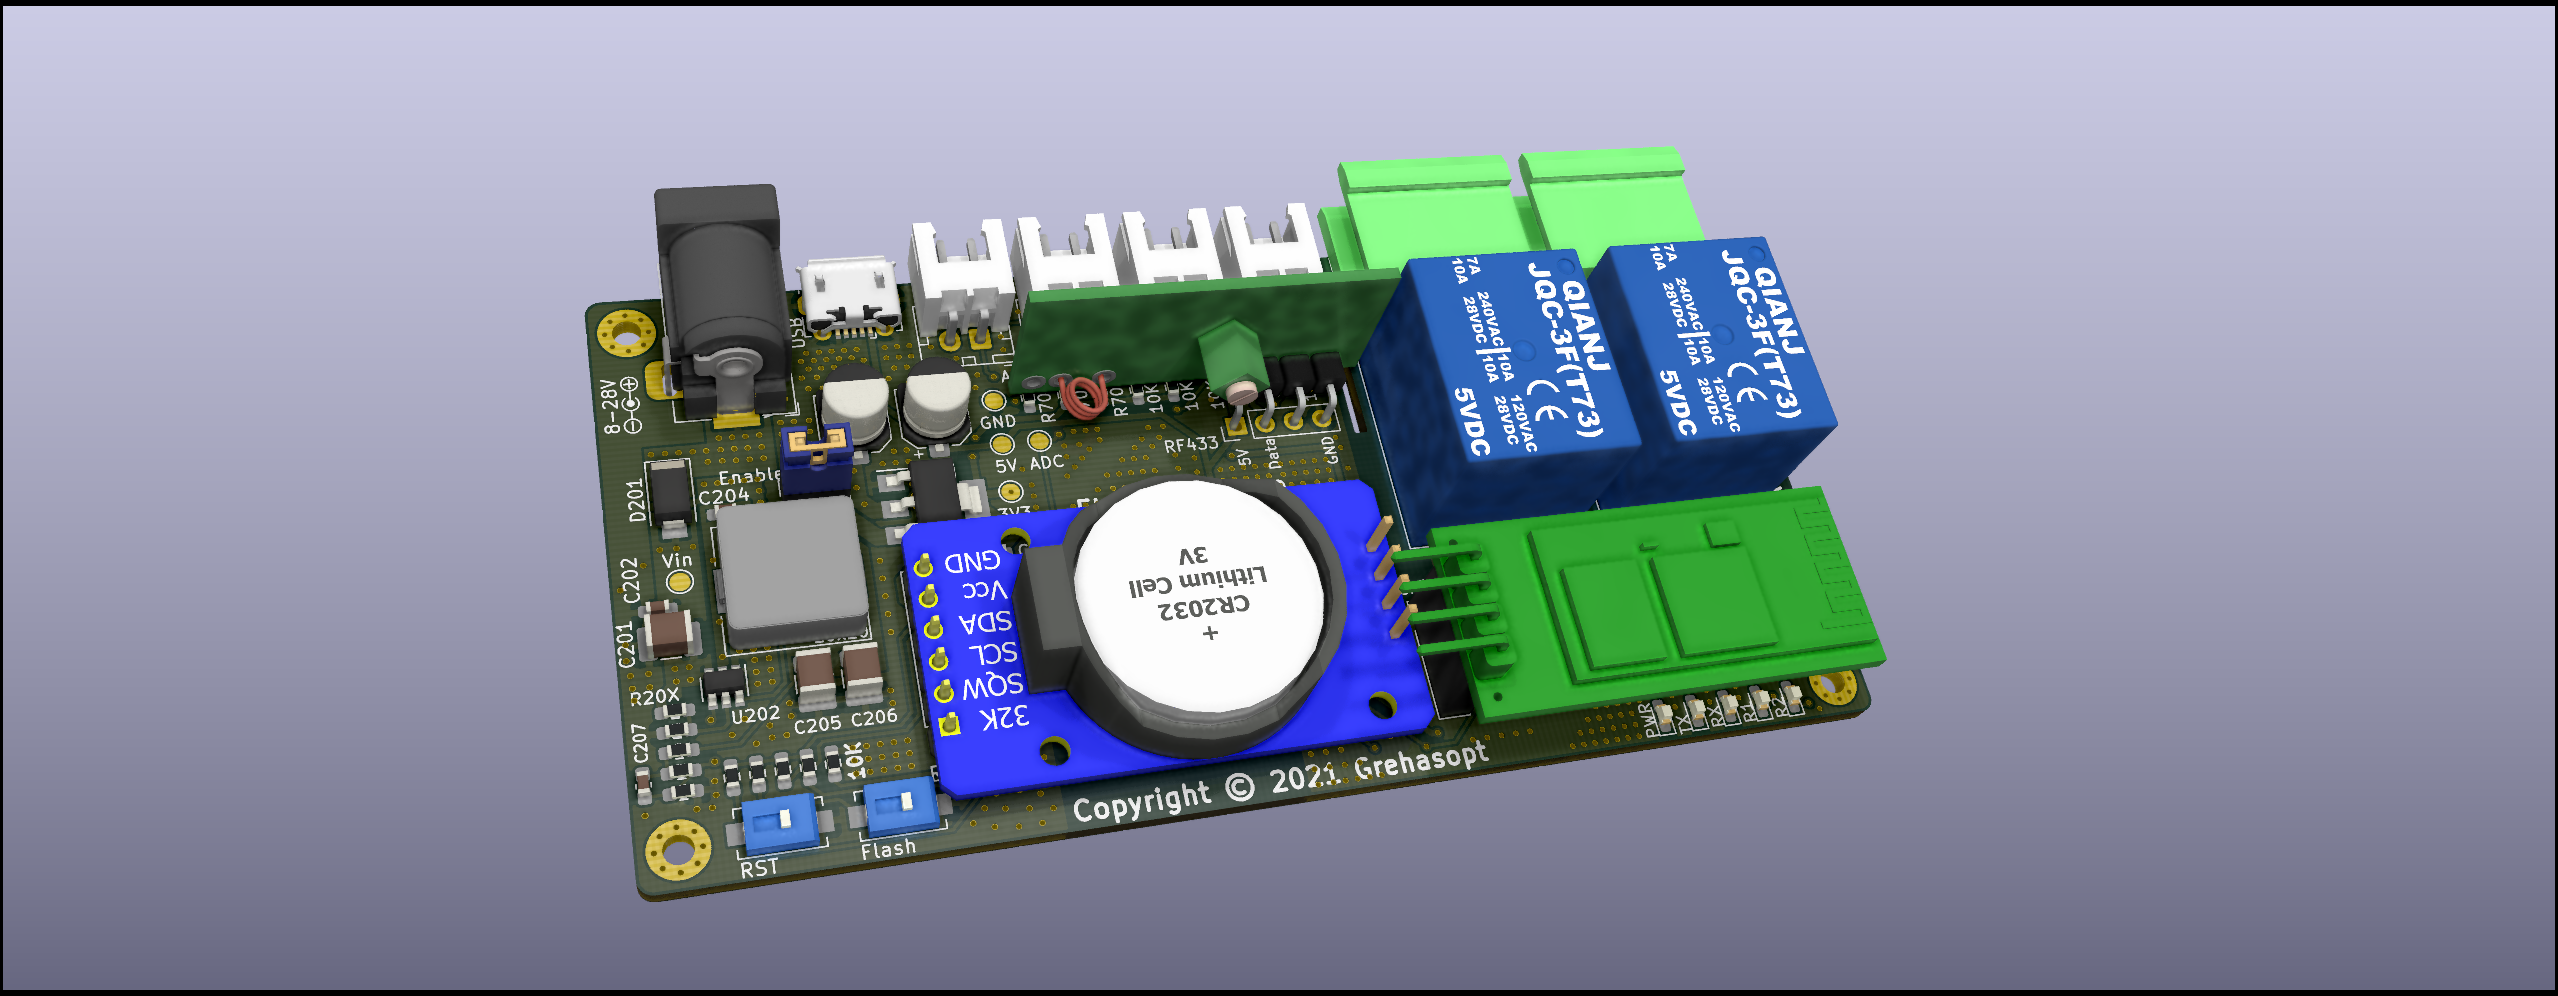 QIANJ
JQC-3F(T73)
7A 240VAC|10A 120VAC
10A 28VDC|10A 28VDC
5VDC
QIANJ
JQC-3F(T73)
7A 240VAC|10A 120VAC
10A 28VDC|10A 28VDC
5VDC
USB
8-28V
GND
5V
ADC
3V3
RF433
5V
Data
GND
10K
10K
Enable
D201
C204
Vin
C202
C201
R20X
U202
C205
C206
C207
10K
RST
Flash
GND
Vcc
SDA
SCL
SQW
32K
+
CR2032
Lithium Cell
3V
PWR
TX
RX
R1
R2
Copyright © 2021 Grehasopt